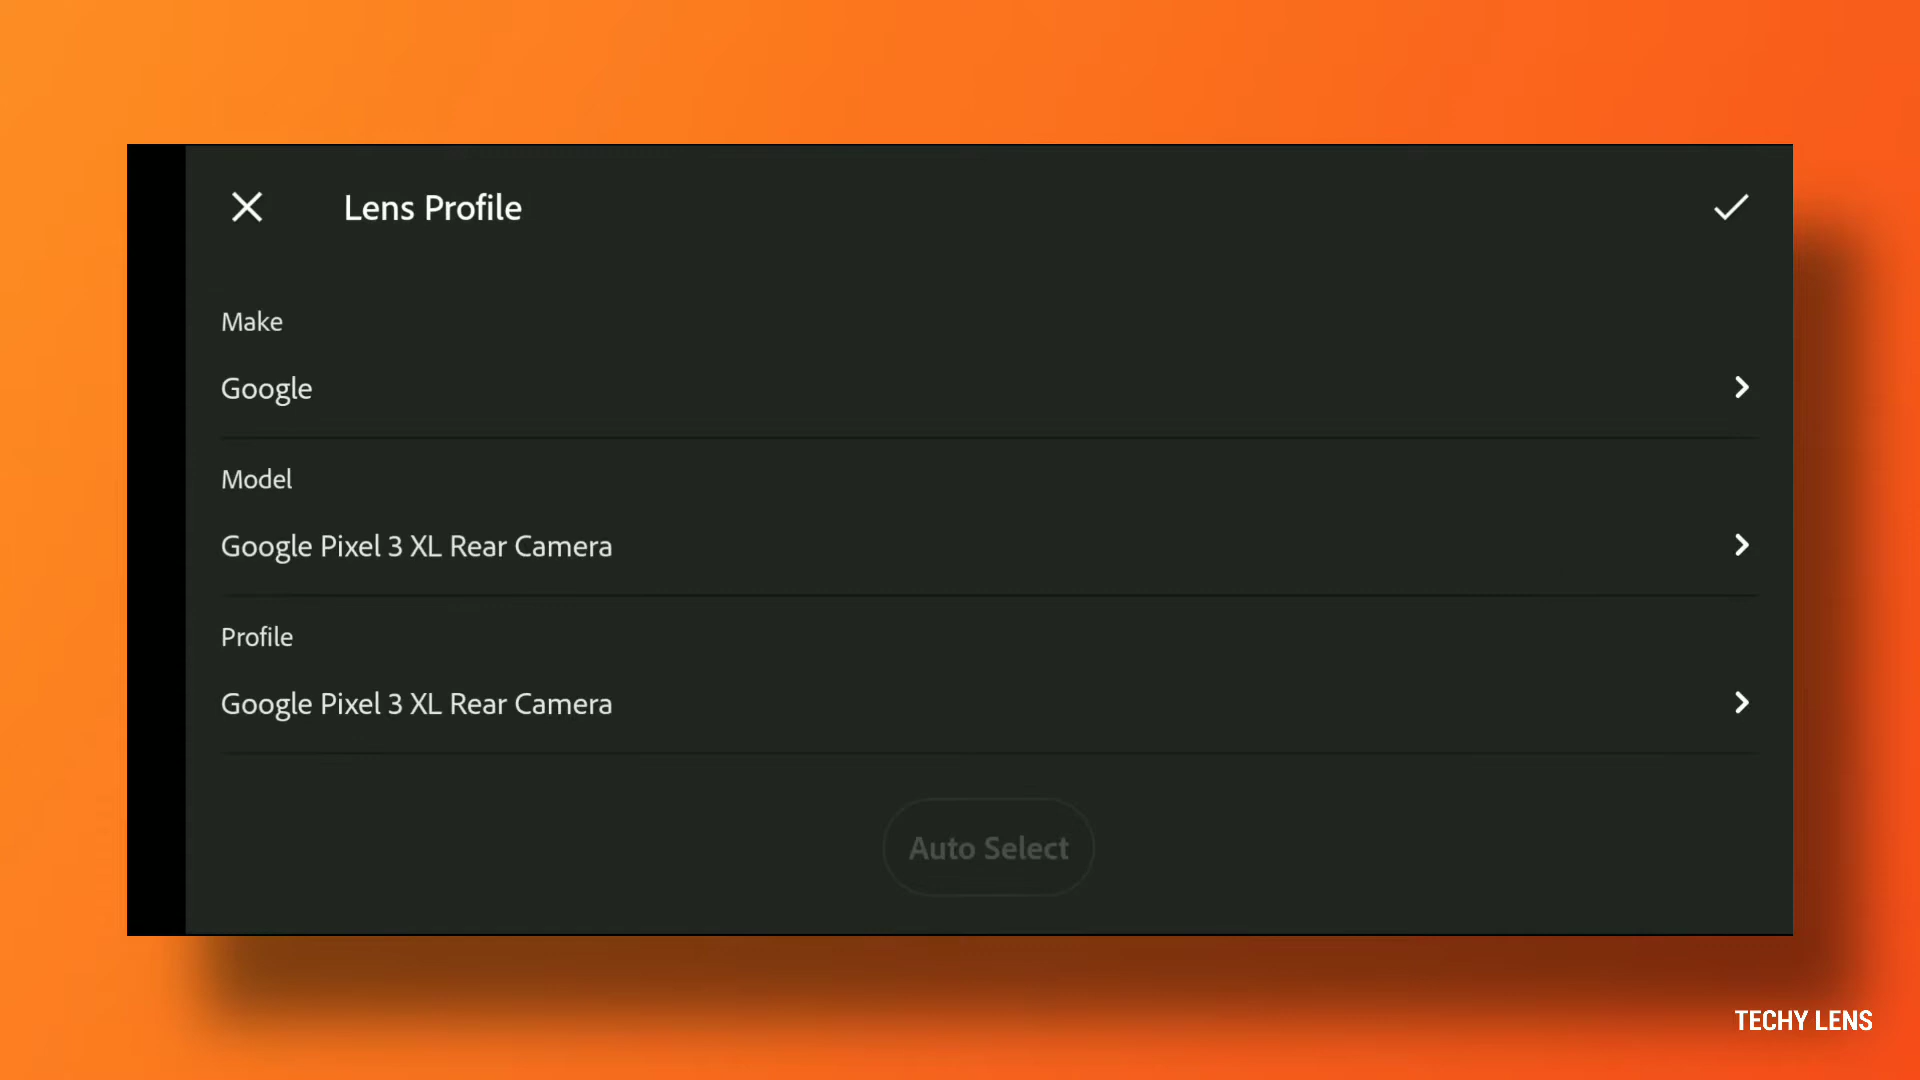 Lens Profile
Make
Google
Model
Google Pixel 3 XL Rear Camera
Profile
Google Pixel 3 XL Rear Camera
Auto Select
TECHY LENS